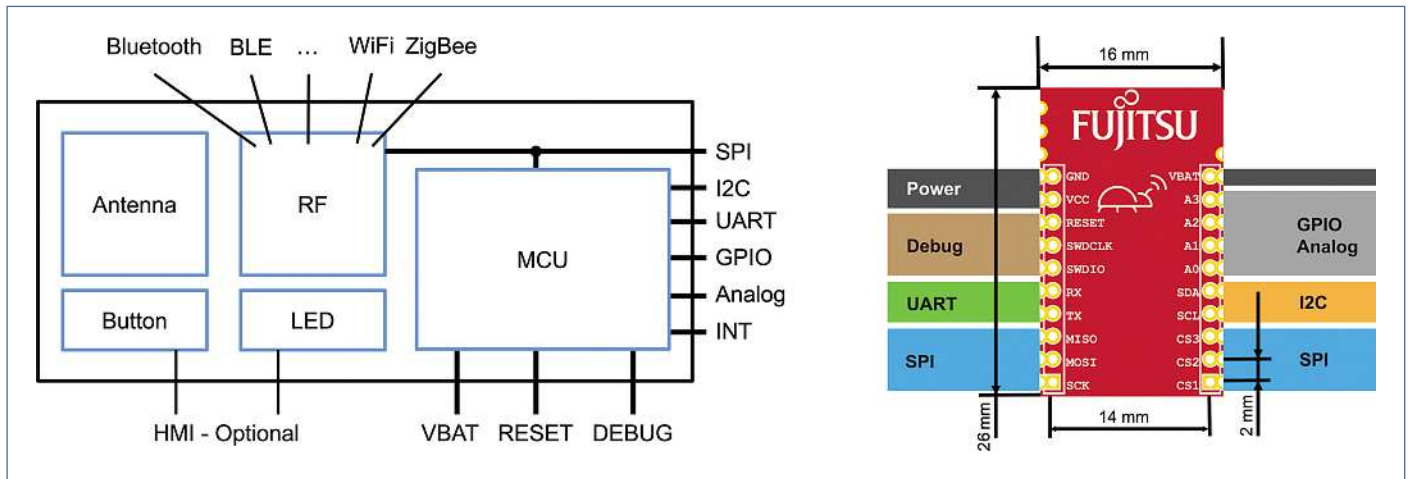 Bluetooth BLE ... WiFi ZigBee
Antenna
RF
SPI
I2C
UART
GPIO
Analog
INT
MCU
Button
LED
HMI - Optional
VBAT RESET DEBUG
16 mm
FUJITSU
Power
Debug
UART
SPI
GND
VCC
RESET
SWDCLK
SWDIO
RX
TX
MISO
MOSI
SCK
VBAT
A3
A2
A1
A0
SDA
SCL
CS3
CS2
CS1
GPIO
Analog
I2C
SPI
26 mm
14 mm
2 mm